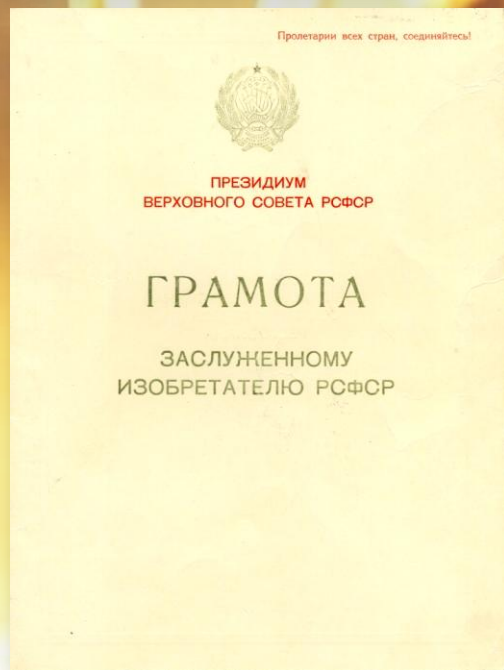 Пролетарии всех стран, соединяйтесь!
ПРЕЗИДИУМ
ВЕРХОВНОГО СОВЕТА РСФСР
ГРАМОТА
ЗАСЛУЖЕННОМУ
ИЗОБРЕТАТЕЛЮ РСФСР